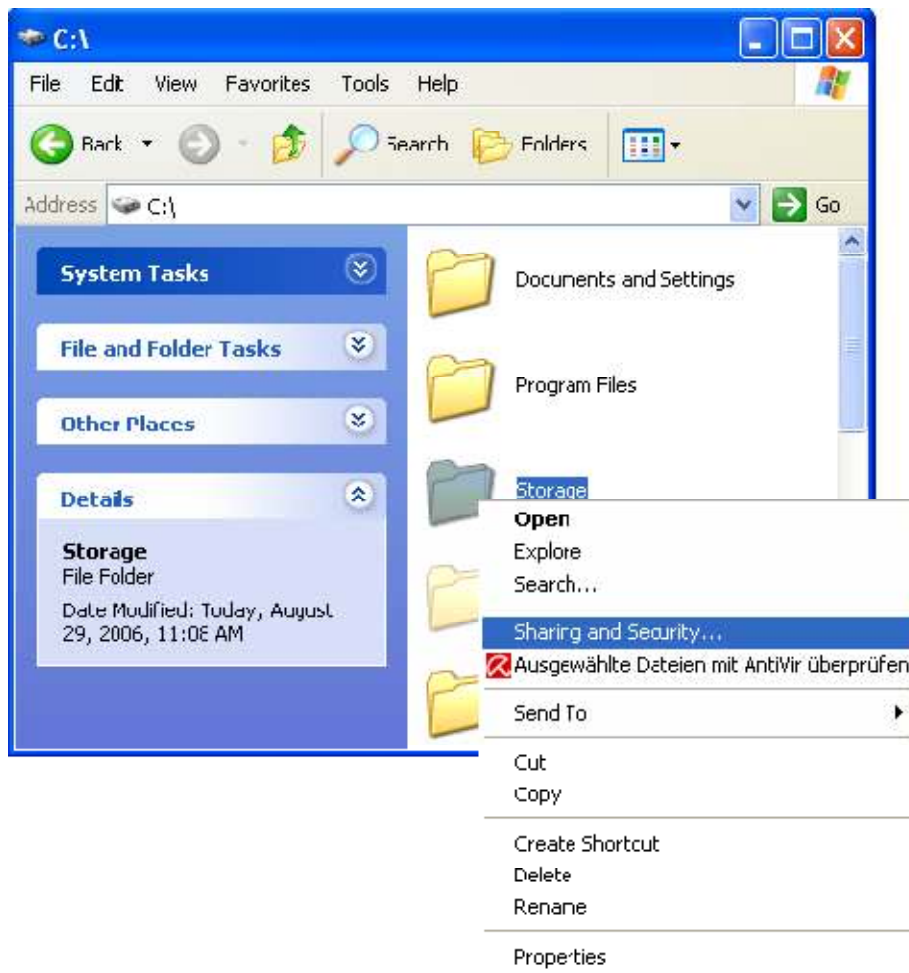 C:\
File Edit View Favorites Tools Help
Back Search Folders
Address C:\ Go
System Tasks
File and Folder Tasks
Other Places
Details
Storage
File Folder
Date Modified: Today, August
29, 2006, 11:08 AM
Documents and Settings
Program Files
Storage
Open
Explore
Search...
Sharing and Security...
Ausgewählte Dateien mit AntiVir überprüfen
Send To
Cut
Copy
Create Shortcut
Delete
Rename
Properties